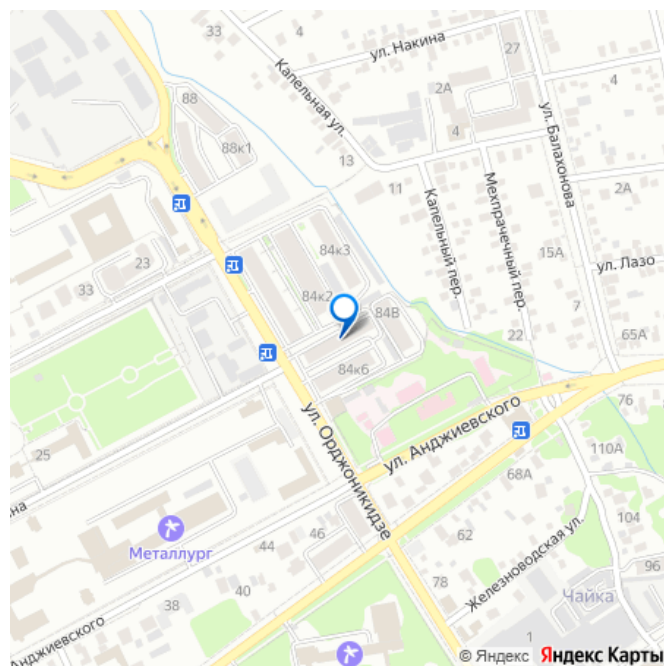 33
4
ул. Накина
27
4
Капельная ул.
2А
ул. Балахонова
88
88к1
4
13
11
2А
Капельный пер.
Мехпрачечный пер.
84к3
15А
23
33
ул. Лазо
84к2
84В
7
22
65А
84к6
ул. Орджоникидзе
ул. Анджиевского
76
25
110А
68А
на
Металлург
46
44
62
104
Железноводская ул.
40
78
96
38
Чайка
Анджиевского
1
© Яндекс Яндекс Карты